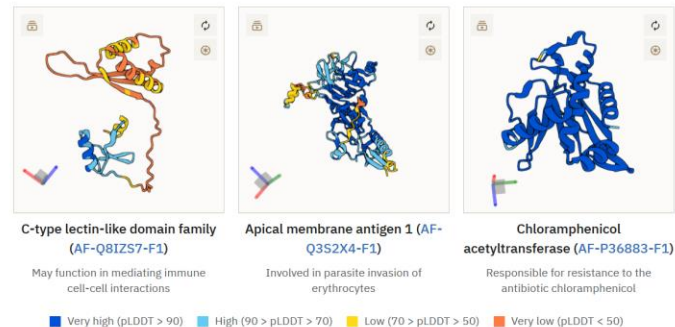 C-type lectin-like domain family
(AF-Q8IZS7-F1)
May function in mediating immune
cell-cell interactions
Apical membrane antigen 1 (AF-
Q3S2X4-F1)
Involved in parasite invasion of
erythrocytes
Chloramphenicol
acetyltransferase (AF-P36883-F1)
Responsible for resistance to the
antibiotic chloramphenicol
Very high (pLDDT > 90) High (90 > pLDDT > 70) Low (70 > pLDDT > 50) Very low (pLDDT < 50)